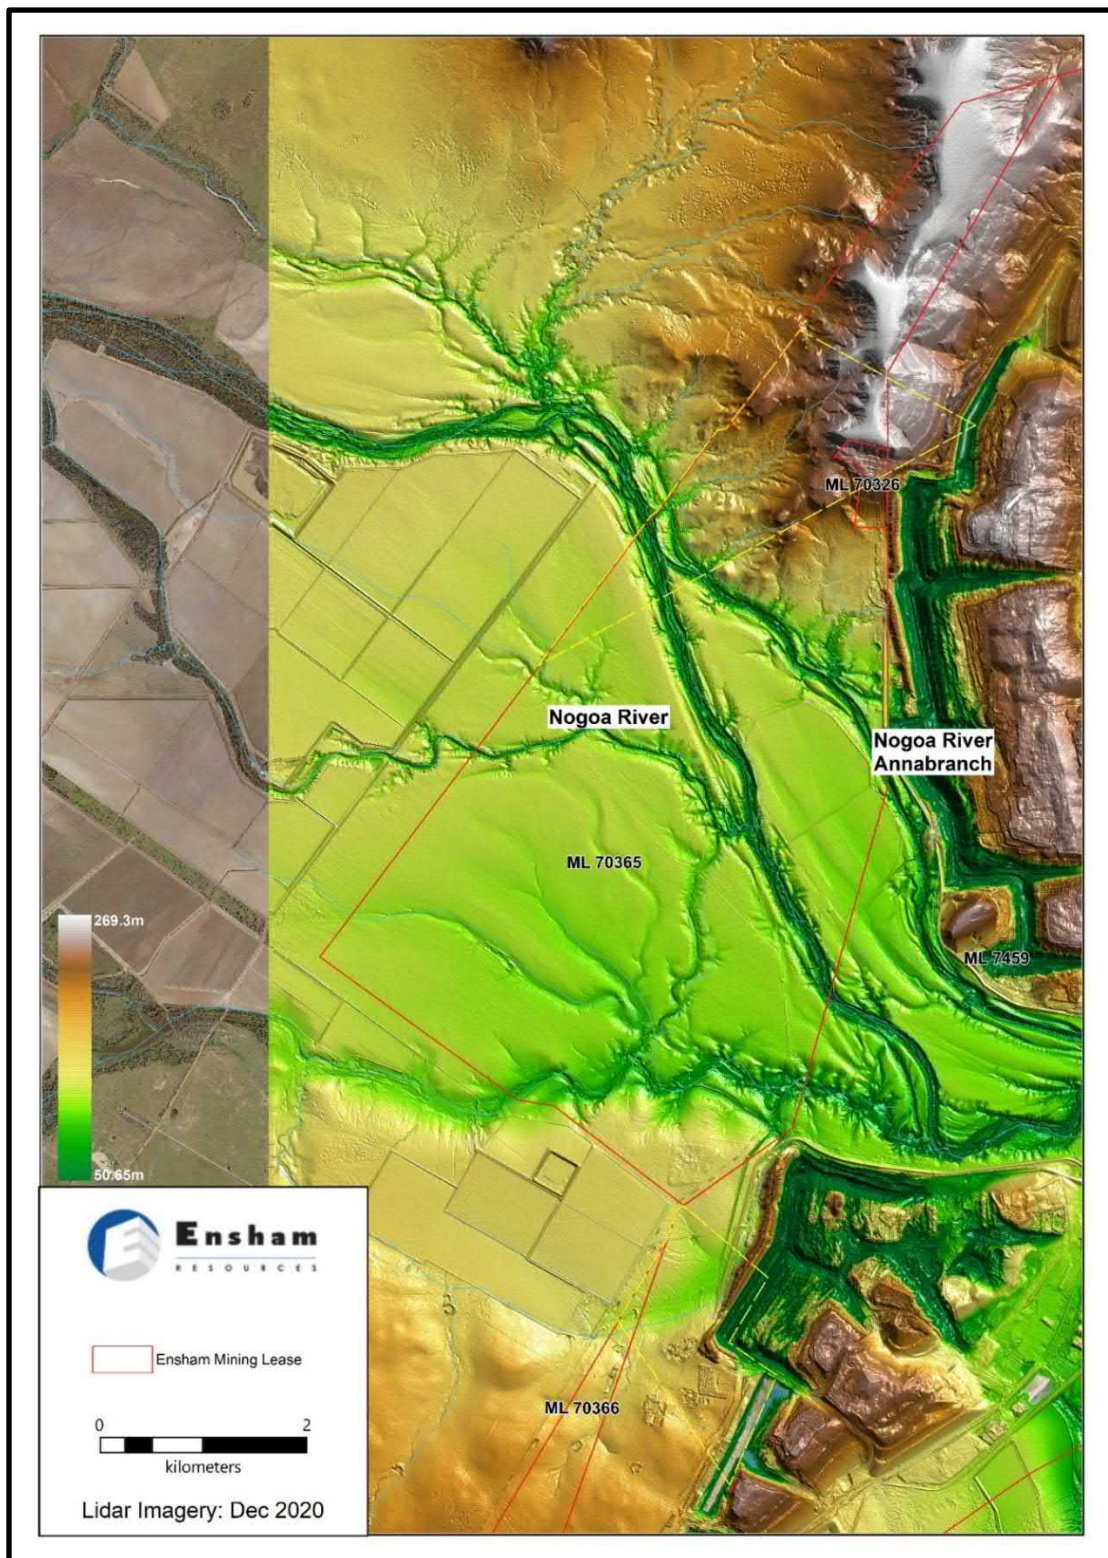 ML 70326
Nogoa River
Nogoa River
Annabranch
ML 70365
269.3m
ML 7459
50.65m
Ensham
RESOURCES
Ensham Mining Lease
ML 70366
0 2
kilometers
Lidar Imagery: Dec 2020